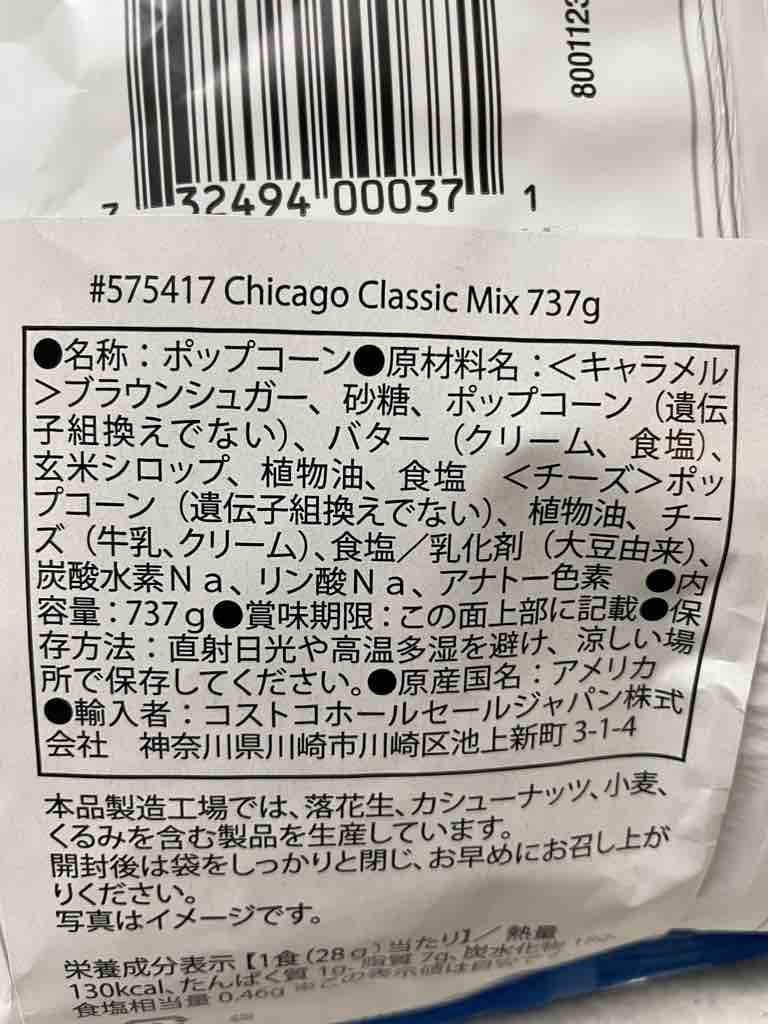 8001123
32494 00037 1
#575417 Chicago Classic Mix 737g
●名称：ポップコーン●原材料名：＜キャラメル
＞ブラウンシュガー、砂糖、ポップコーン（遺伝
子組換えでない）、バター（クリーム、食塩）、
玄米シロップ、植物油、食塩　＜チーズ＞ポッ
プコーン（遺伝子組換えでない）、植物油、チー
ズ（牛乳、クリーム）、食塩／乳化剤（大豆由来）、
炭酸水素Ｎａ、リン酸Ｎａ、アナトー色素　●内
容量：737ｇ●賞味期限：この面上部に記載●保
存方法：直射日光や高温多湿を避け、涼しい場
所で保存してください。●原産国名：アメリカ
●輸入者：コストコホールセールジャパン株式
会社　神奈川県川崎市川崎区池上新町 3-1-4
本品製造工場では、落花生、カシューナッツ、小麦、
くるみを含む製品を生産しています。
開封後は袋をしっかりと閉じ、お早めにお召し上が
りください。
写真はイメージです。
栄養成分表示【1食（28ｇ）当たり】／熱量
130kcal、たんぱく質 1g、脂質 7g、炭水化物
食塩相当量 0.46g ※この表示値は目安